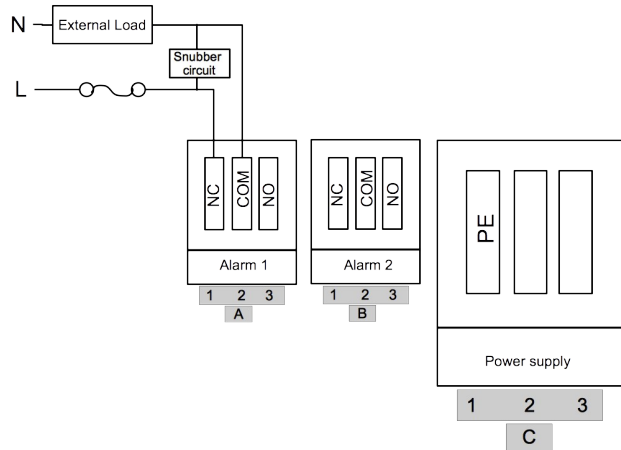 N
External Load
Snubber
circuit
L
NC
COM
NO
NC
COM
NO
PE
Alarm 1
Alarm 2
1 2 3
1 2 3
A
B
Power supply
1 2 3
C